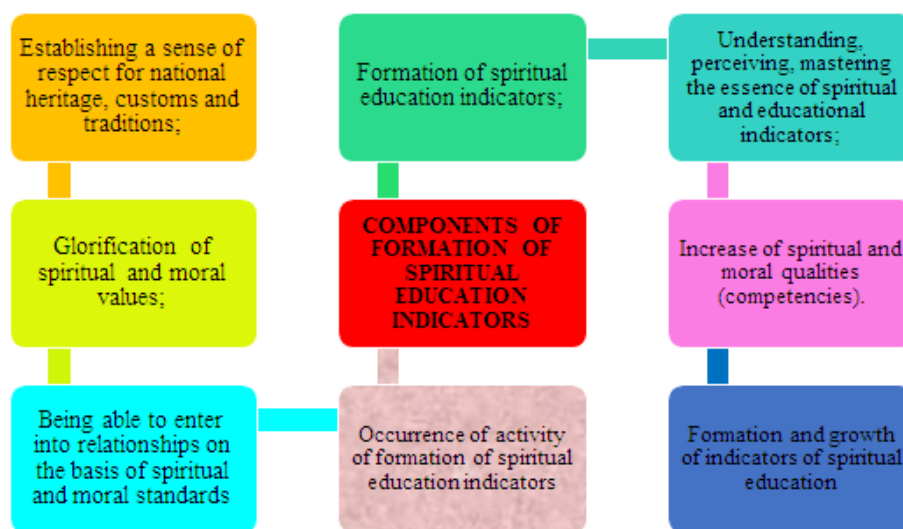 Establishing a sense of
respect for national
heritage, customs and
traditions;
Glorification of
spiritual and moral
values;
Being able to enter
into relationships on
the basis of spiritual
and moral standards
Formation of spiritual
education indicators;
COMPONENTS OF
FORMATION OF
SPIRITUAL
EDUCATION
INDICATORS
Occurrence of activity
of formation of spiritual
education indicators
Understanding,
perceiving, mastering
the essence of spiritual
and educational
indicators;
Increase of spiritual and
moral qualities
(competencies).
Formation and growth
of indicators of spiritual
education